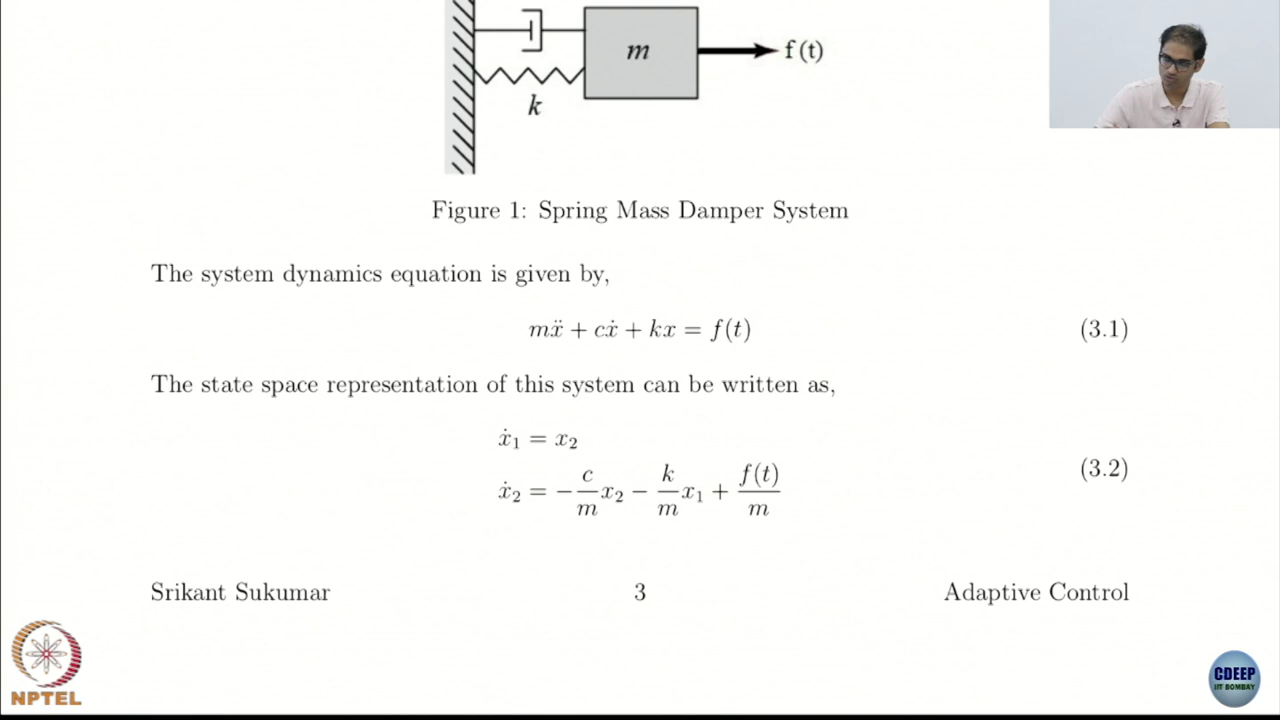 m
f(t)
k
Figure 1: Spring Mass Damper System
The system dynamics equation is given by,
mẍ + cẋ + kx = f(t) (3.1)
The state space representation of this system can be written as,
ẋ₁ = x₂
ẋ₂ = −c/m x₂ − k/m x₁ + f(t)/m (3.2)
Srikant Sukumar 3 Adaptive Control
NPTEL
CDEEP
IIT BOMBAY